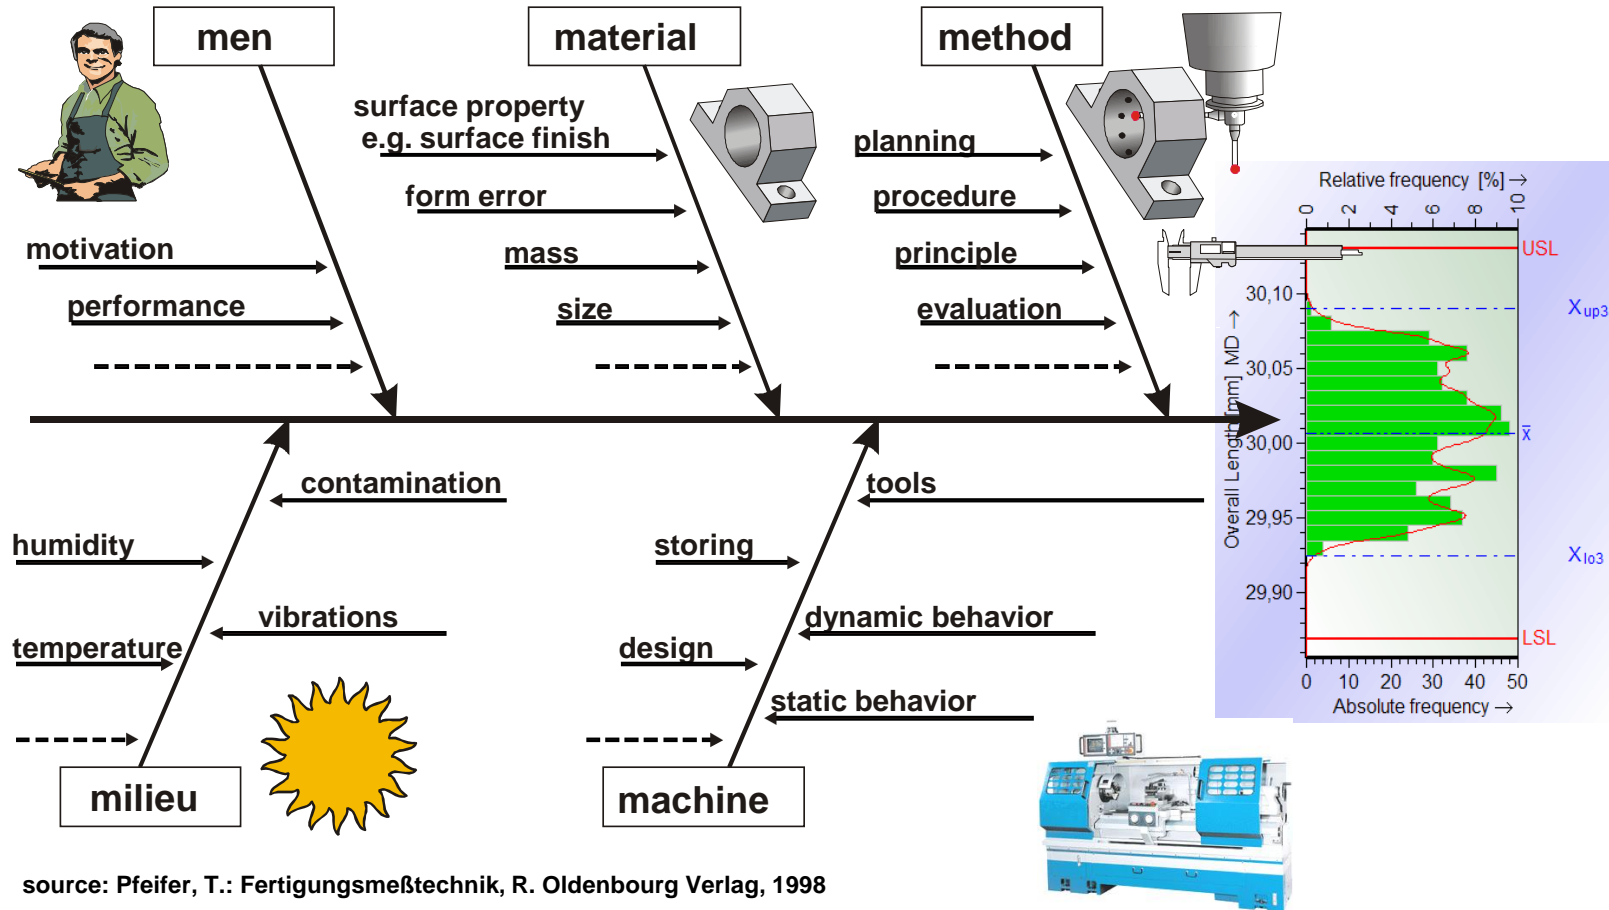 men
material
method
surface property
e.g. surface finish
planning
form error
procedure
motivation
mass
principle
performance
size
evaluation
contamination
tools
humidity
storing
vibrations
dynamic behavior
temperature
design
static behavior
milieu
machine
Relative frequency [%] →
0 2 4 6 8 10
USL
30,10
X up3
30,05
Overall Length [mm] MD →
30,00
x̄
29,95
X lo3
29,90
LSL
0 10 20 30 40 50
Absolute frequency →
source: Pfeifer, T.: Fertigungsmeßtechnik, R. Oldenbourg Verlag, 1998